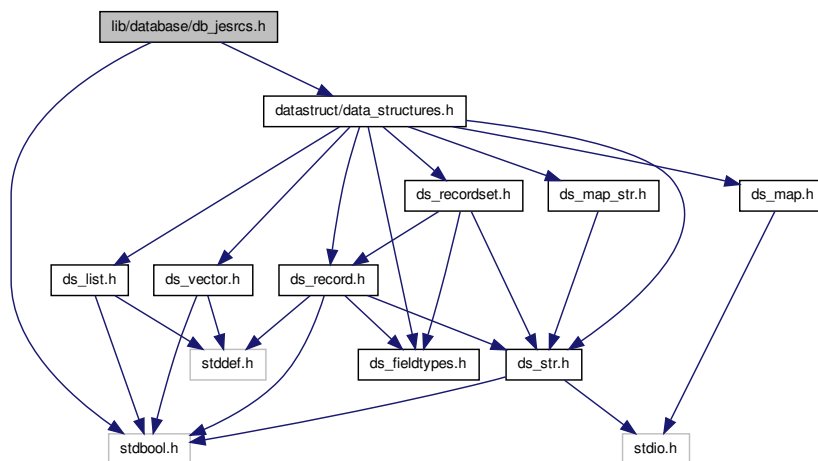 lib/database/db_jesrcs.h
datastruct/data_structures.h
ds_recordset.h
ds_map_str.h
ds_map.h
ds_list.h
ds_vector.h
ds_record.h
stddef.h
ds_fieldtypes.h
ds_str.h
stdbool.h
stdio.h